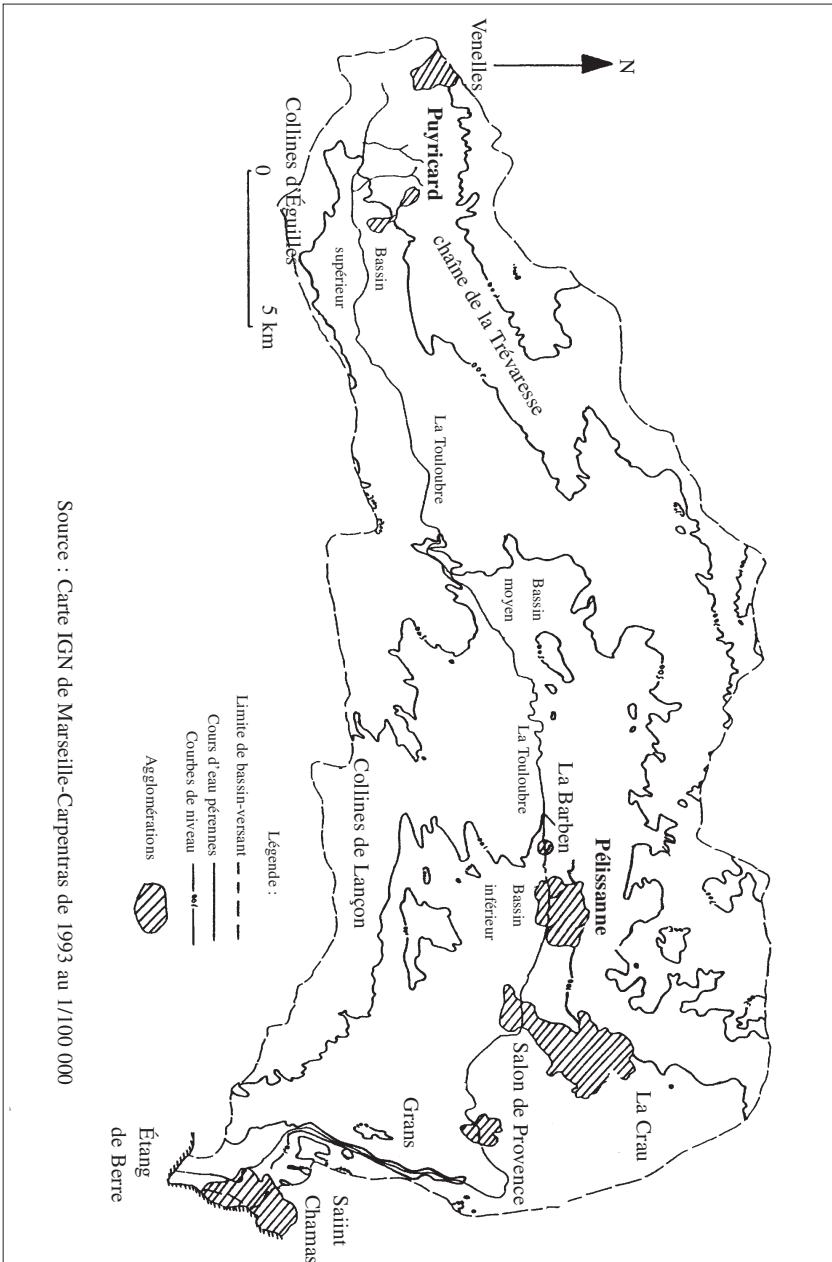 N
Venelles
Puyricard
Collines d'Éguilles
0
5 km
Bassin
supérieur
chaîne de la Trévaresse
La Touloubre
Bassin
moyen
La Touloubre
La Barben
Pélissanne
Bassin
inférieur
Collines de Lançon
Salon de Provence
La Crau
Grans
Saiint
Chamas
Étang
de Berre
Légende :
Limite de bassin-versant
Cours d'eau pérennes
Courbes de niveau
Agglomérations
Source : Carte IGN de Marseille-Carpentras de 1993 au 1/100 000